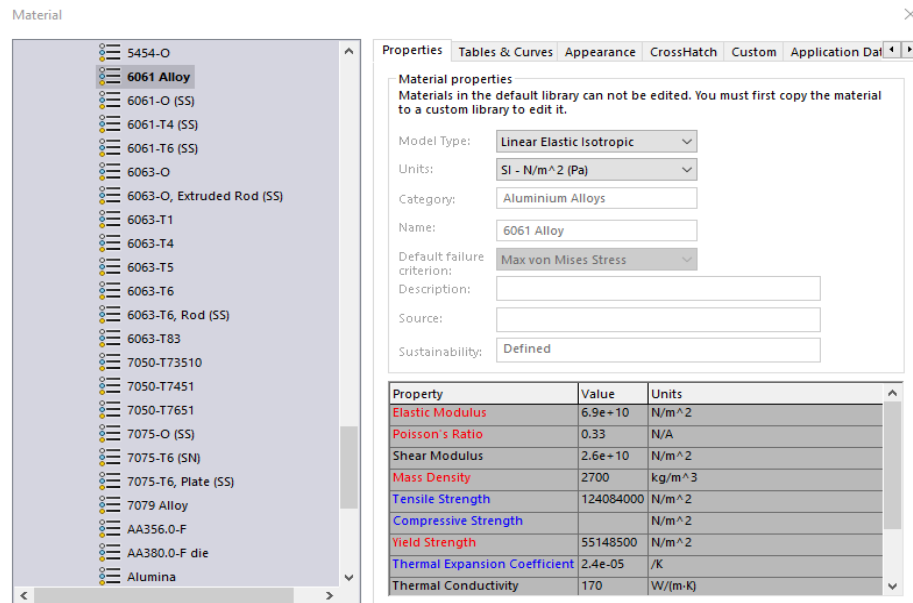 Material
5454-O
6061 Alloy
6061-O (SS)
6061-T4 (SS)
6061-T6 (SS)
6063-O
6063-O, Extruded Rod (SS)
6063-T1
6063-T4
6063-T5
6063-T6
6063-T6, Rod (SS)
6063-T83
7050-T73510
7050-T7451
7050-T7651
7075-O (SS)
7075-T6 (SN)
7075-T6, Plate (SS)
7079 Alloy
AA356.0-F
AA380.0-F die
Alumina
Properties Tables & Curves Appearance CrossHatch Custom Application Dat
Material properties
Materials in the default library can not be edited. You must first copy the material
to a custom library to edit it.
Model Type: Linear Elastic Isotropic
Units: SI - N/m^2 (Pa)
Category: Aluminium Alloys
Name: 6061 Alloy
Default failure
criterion: Max von Mises Stress
Description:
Source:
Sustainability: Defined
Property Value Units
Elastic Modulus 6.9e+10 N/m^2
Poisson's Ratio 0.33 N/A
Shear Modulus 2.6e+10 N/m^2
Mass Density 2700 kg/m^3
Tensile Strength 124084000 N/m^2
Compressive Strength N/m^2
Yield Strength 55148500 N/m^2
Thermal Expansion Coefficient 2.4e-05 /K
Thermal Conductivity 170 W/(m·K)